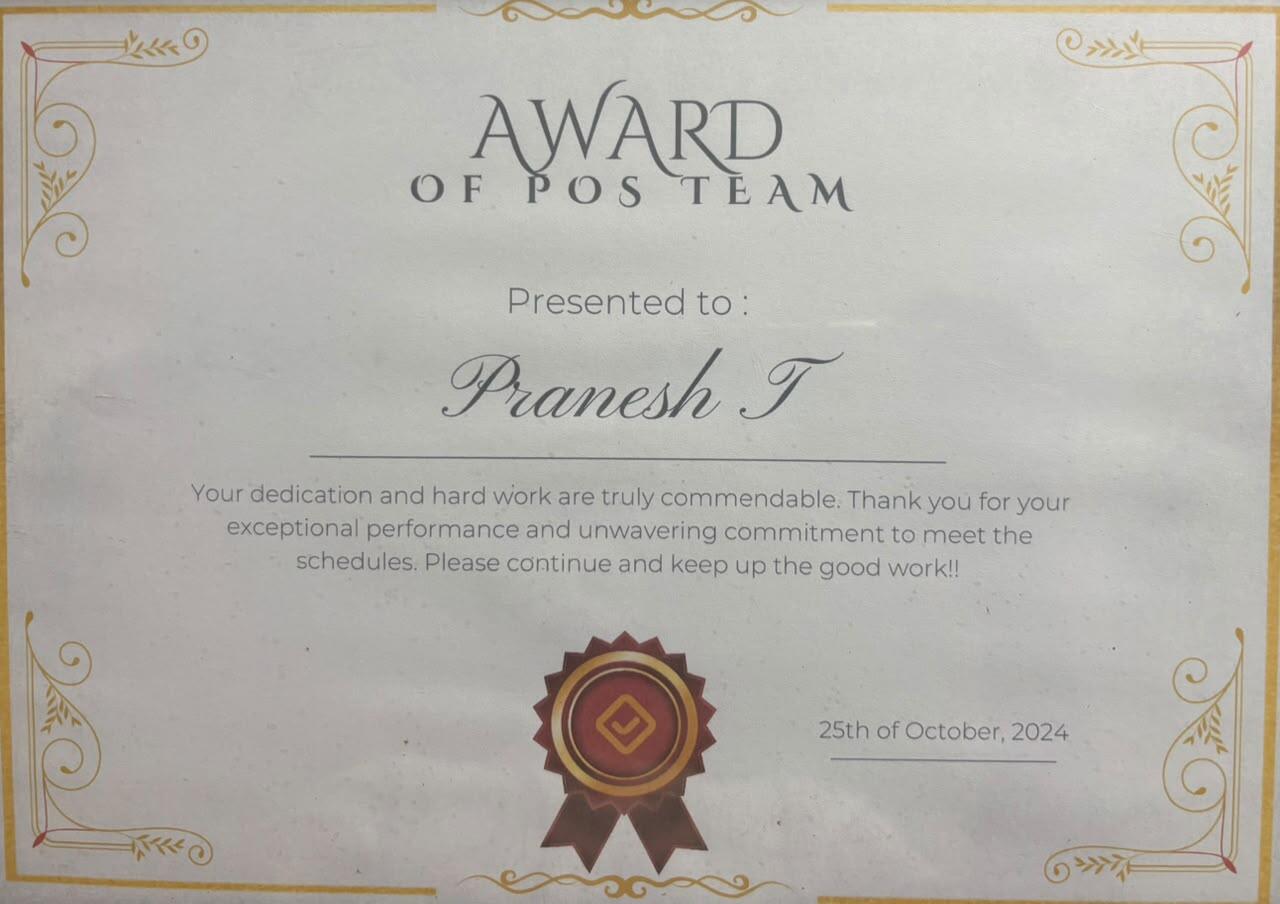 AWARD
OF POS TEAM
Presented to :
Pranesh T
Your dedication and hard work are truly commendable. Thank you for your
exceptional performance and unwavering commitment to meet the
schedules. Please continue and keep up the good work!!
25th of October, 2024